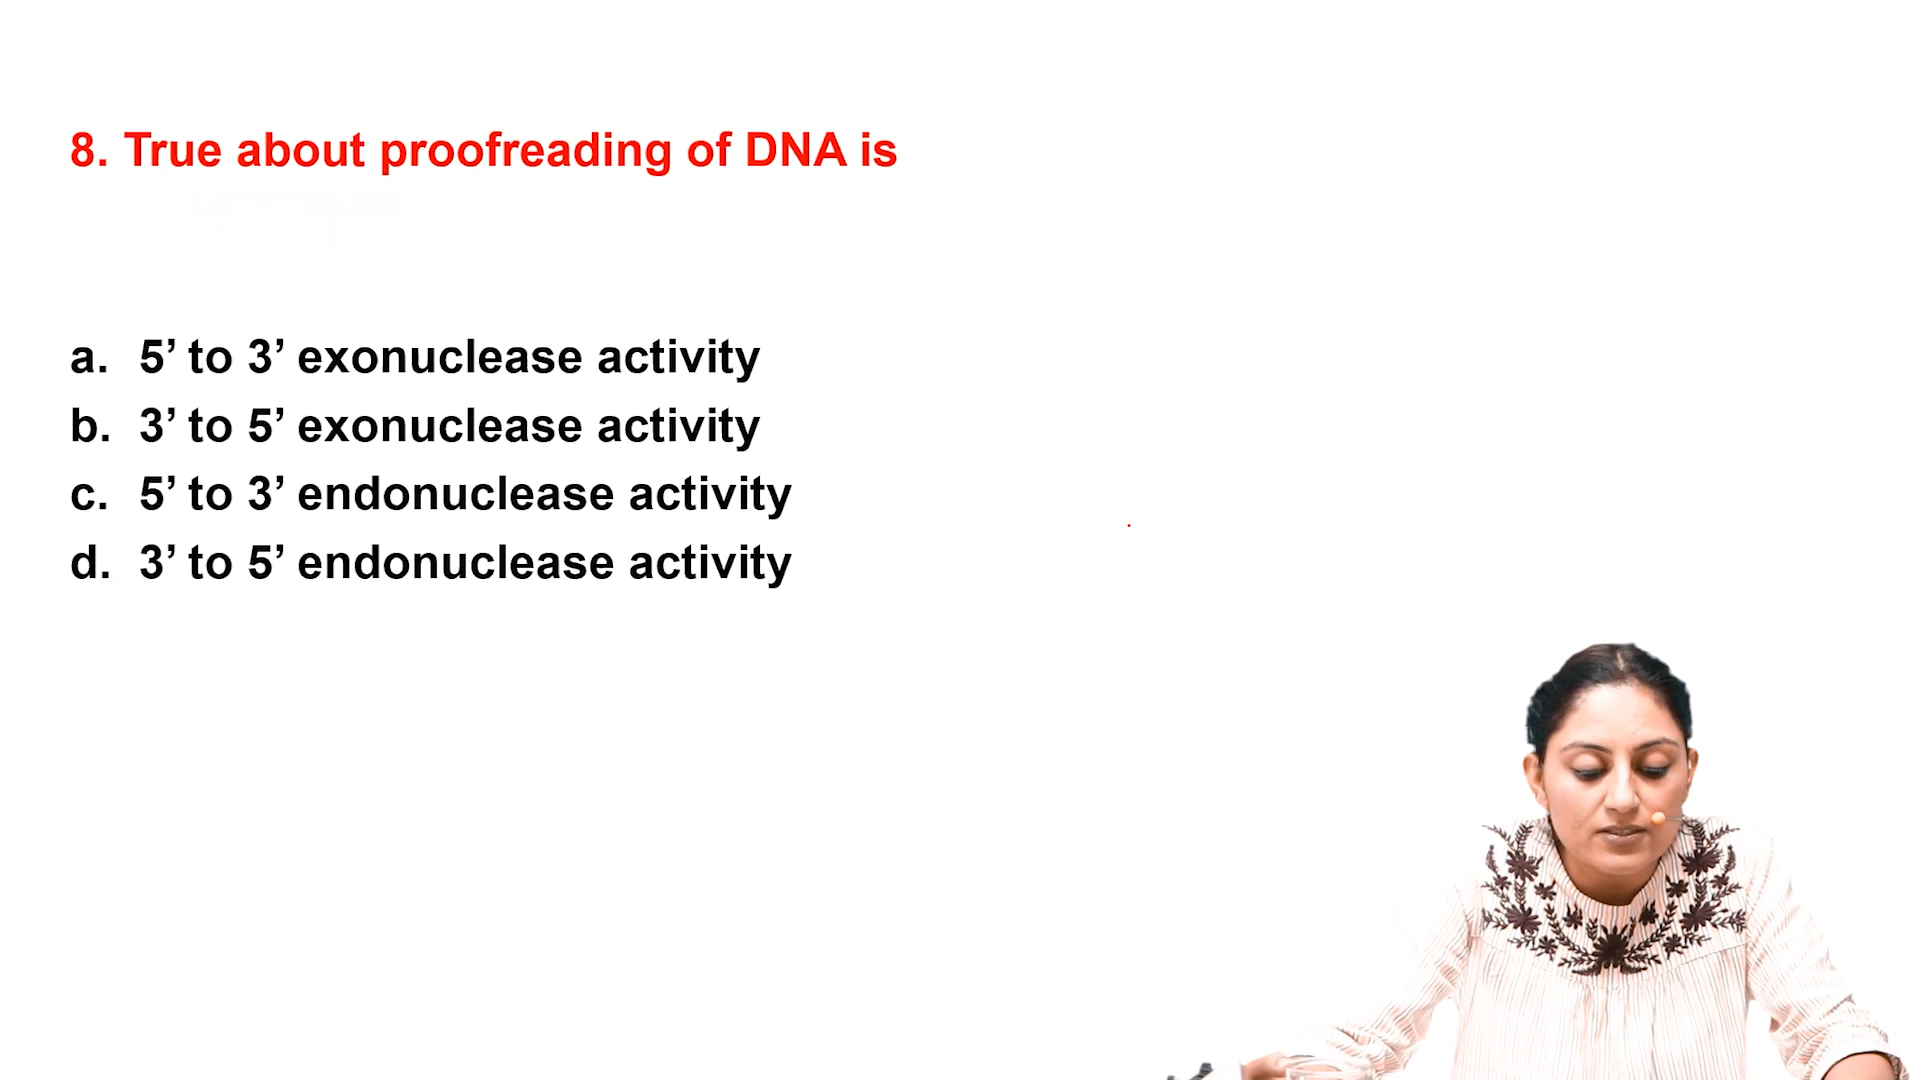 8. True about proofreading of DNA is
a. 5’ to 3’ exonuclease activity
b. 3’ to 5’ exonuclease activity
c. 5’ to 3’ endonuclease activity
d. 3’ to 5’ endonuclease activity